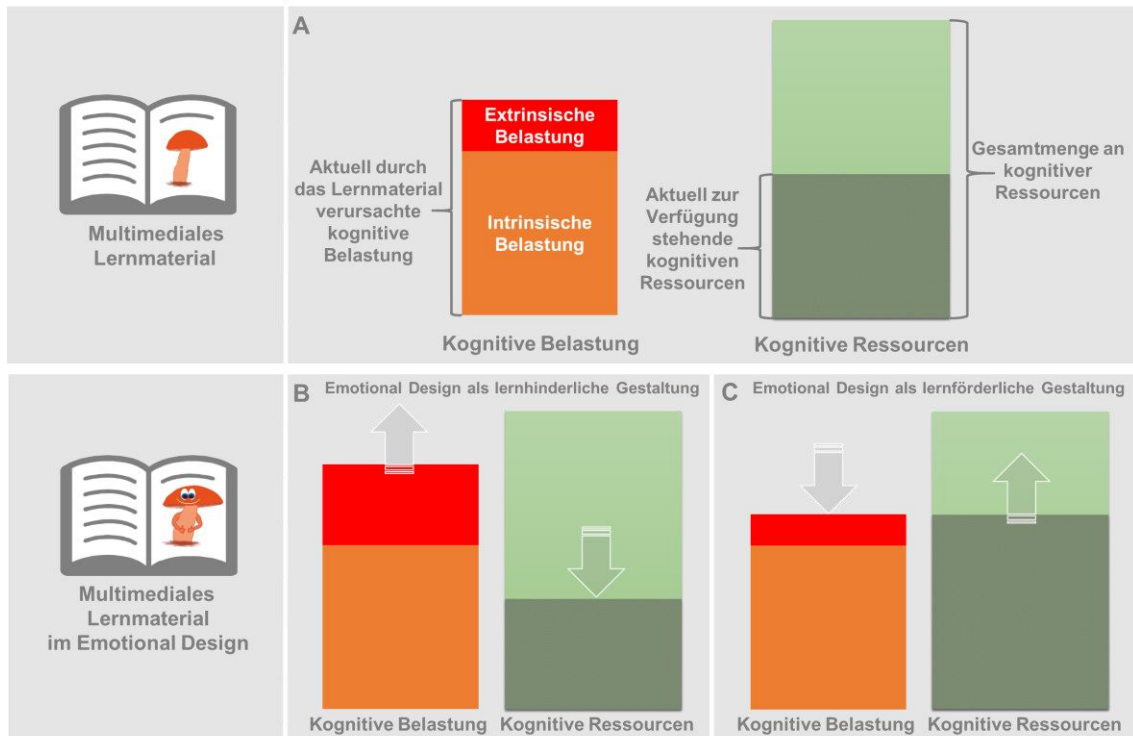 A
Multimediales
Lernmaterial
Aktuell durch
das Lernmaterial
verursachte
kognitive
Belastung
Extrinsische
Belastung
Intrinsische
Belastung
Kognitive Belastung
Aktuell zur
Verfügung
stehende
kognitiven
Ressourcen
Gesamtmenge an
kognitiver
Ressourcen
Kognitive Ressourcen
Multimediales
Lernmaterial
im Emotional Design
B
Emotional Design als lernhinderliche Gestaltung
Kognitive Belastung
Kognitive Ressourcen
C
Emotional Design als lernförderliche Gestaltung
Kognitive Belastung
Kognitive Ressourcen